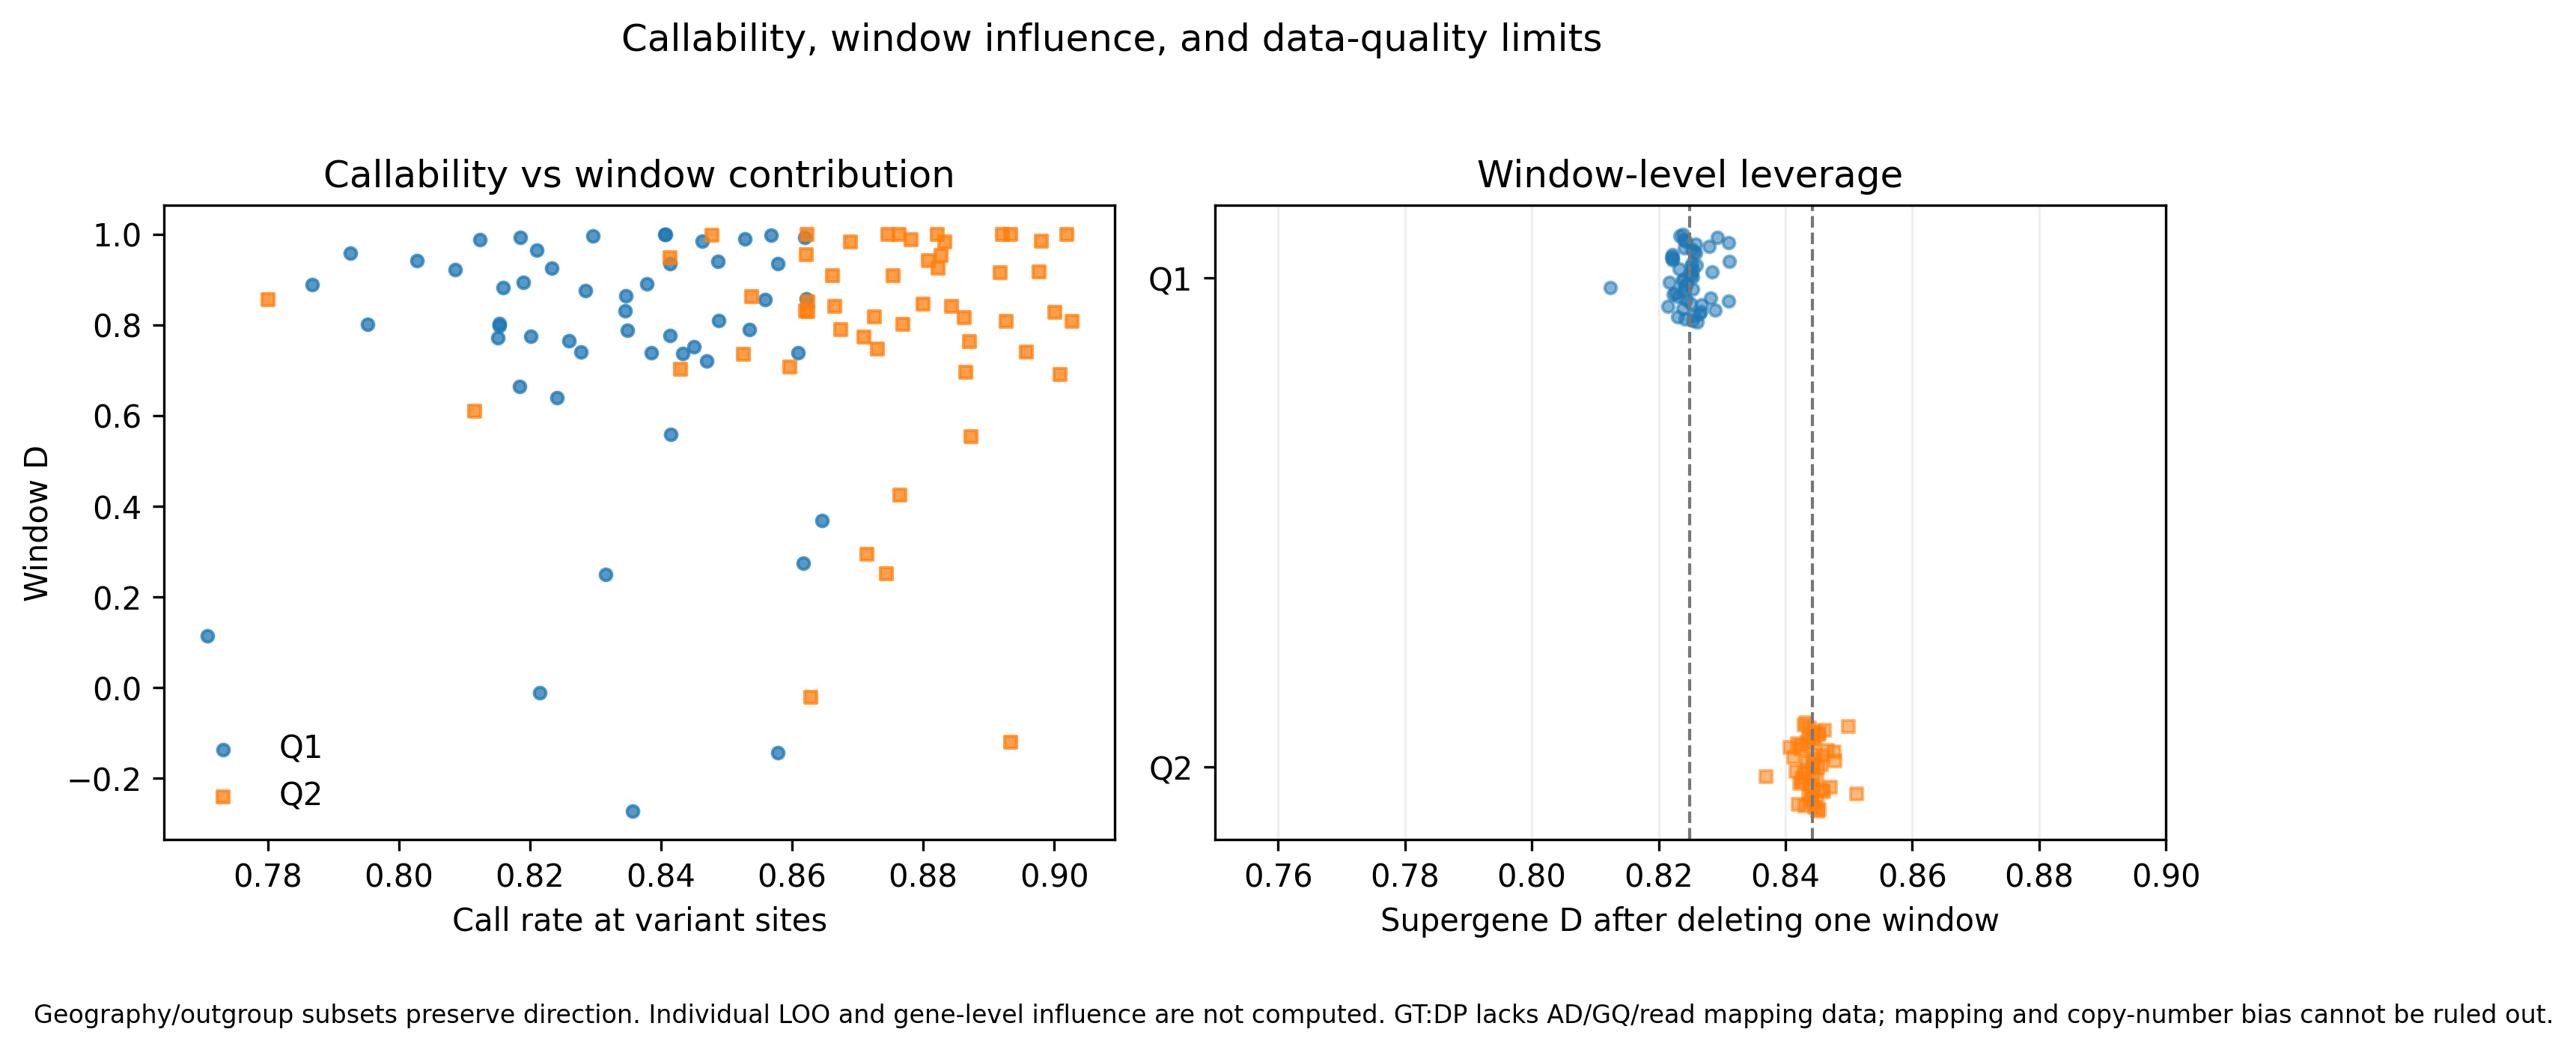 Callability, window influence, and data-quality limits
Callability vs window contribution
Window D
1.0
0.8
0.6
0.4
0.2
0.0
−0.2
Q1
Q2
0.78 0.80 0.82 0.84 0.86 0.88 0.90
Call rate at variant sites
Window-level leverage
Q1
Q2
0.76 0.78 0.80 0.82 0.84 0.86 0.88 0.90
Supergene D after deleting one window
Geography/outgroup subsets preserve direction. Individual LOO and gene-level influence are not computed. GT:DP lacks AD/GQ/read mapping data; mapping and copy-number bias cannot be ruled out.